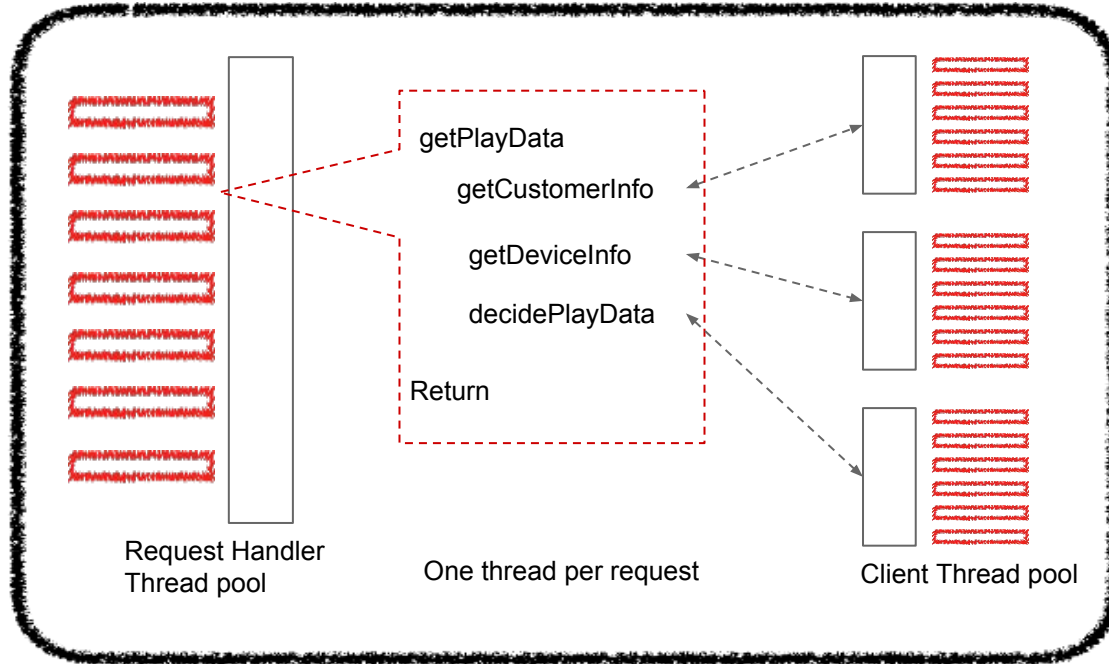 getPlayData
getCustomerInfo
getDeviceInfo
decidePlayData
Return
Request Handler
Thread pool
One thread per request
Client Thread pool